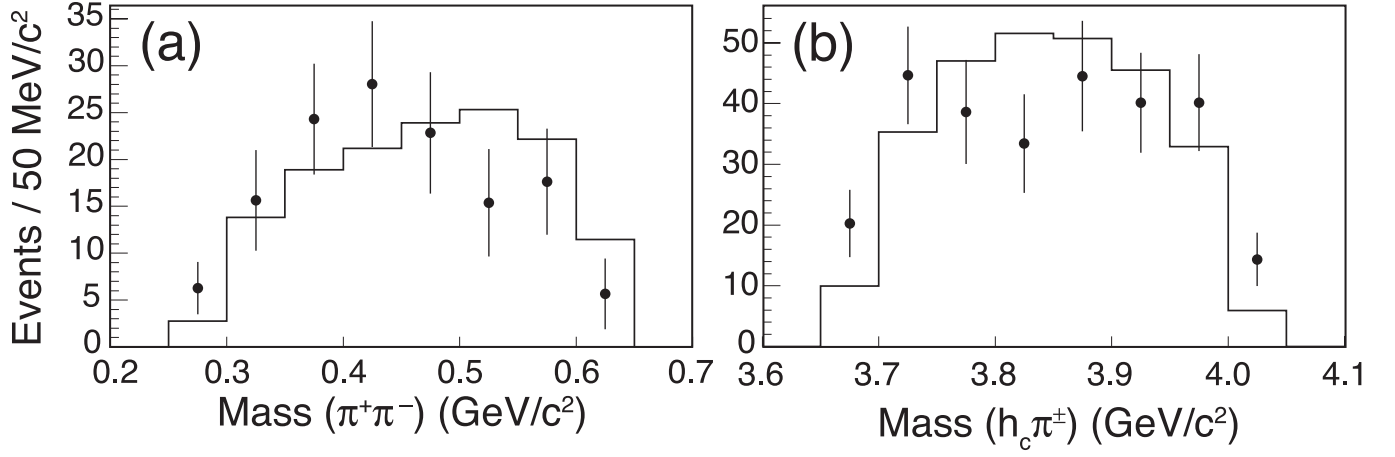 Events / 50 MeV/c²
35
30
25
20
15
10
5
0
(a)
0.2 0.3 0.4 0.5 0.6 0.7
Mass (π⁺π⁻) (GeV/c²)
50
40
30
20
10
0
(b)
3.6 3.7 3.8 3.9 4.0 4.1
Mass (h_cπ^±) (GeV/c²)